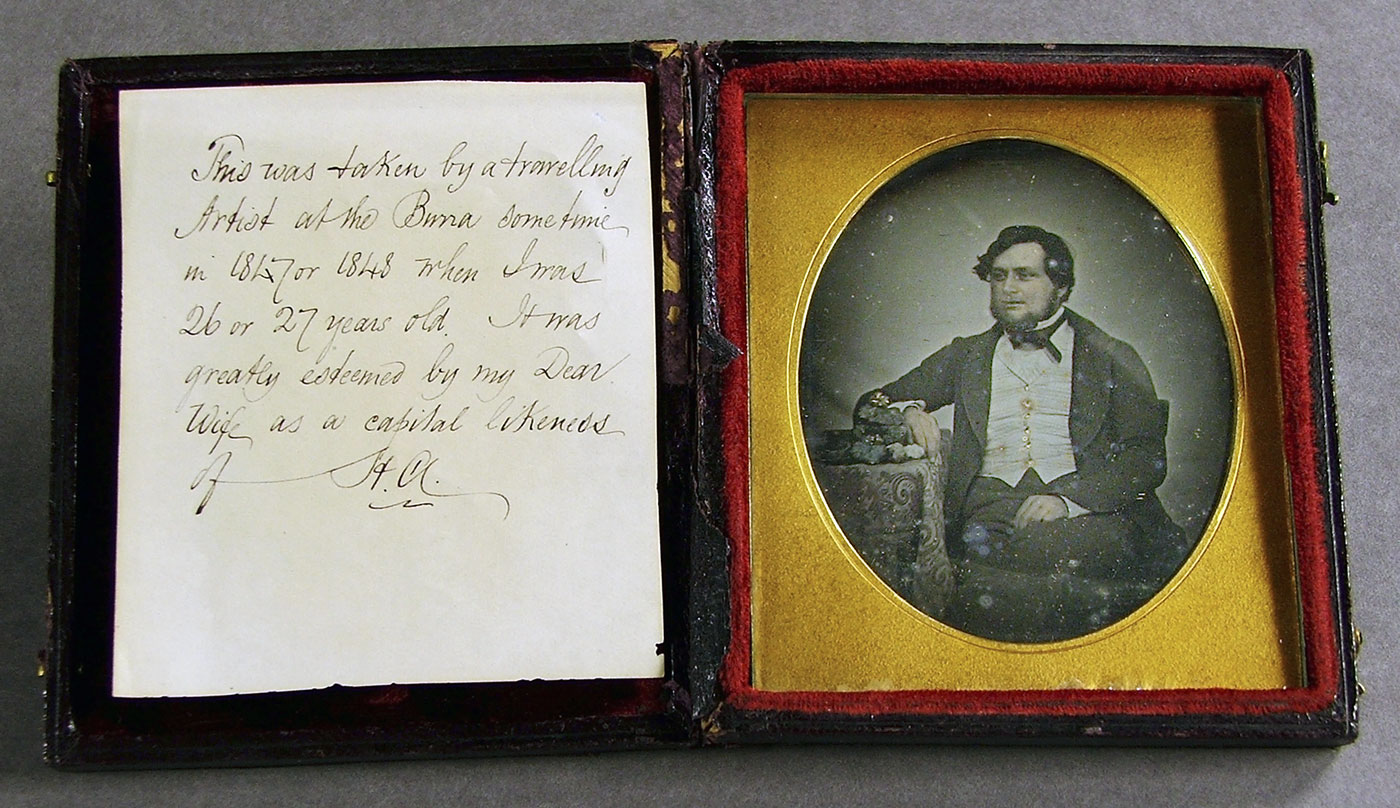 This was taken by a travelling
Artist at the Burra sometime
in 1847 or 1848 when I was
26 or 27 years old. It was
greatly esteemed by my Dear
Wife as a capital likeness
of H. A.